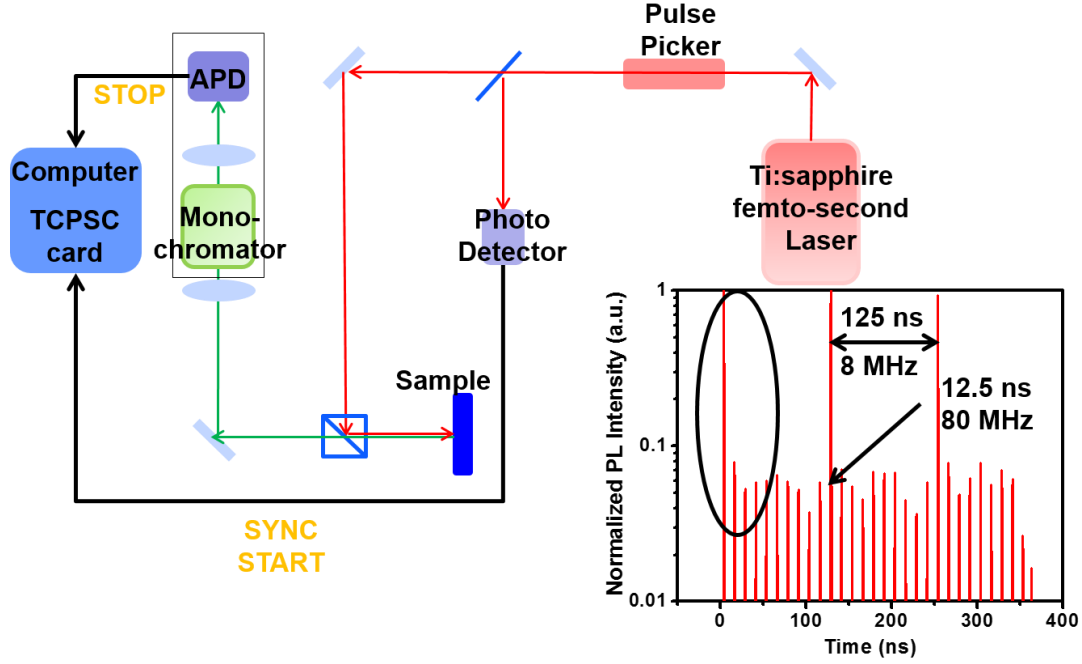 Pulse
Picker
APD
STOP
Computer
TCPSC
card
Mono-
chromator
Photo
Detector
Ti:sapphire
femto-second
Laser
Sample
SYNC
START
Normalized PL Intensity (a.u.)
1
0.1
0.01
125 ns
8 MHz
12.5 ns
80 MHz
0
100
200
300
400
Time (ns)